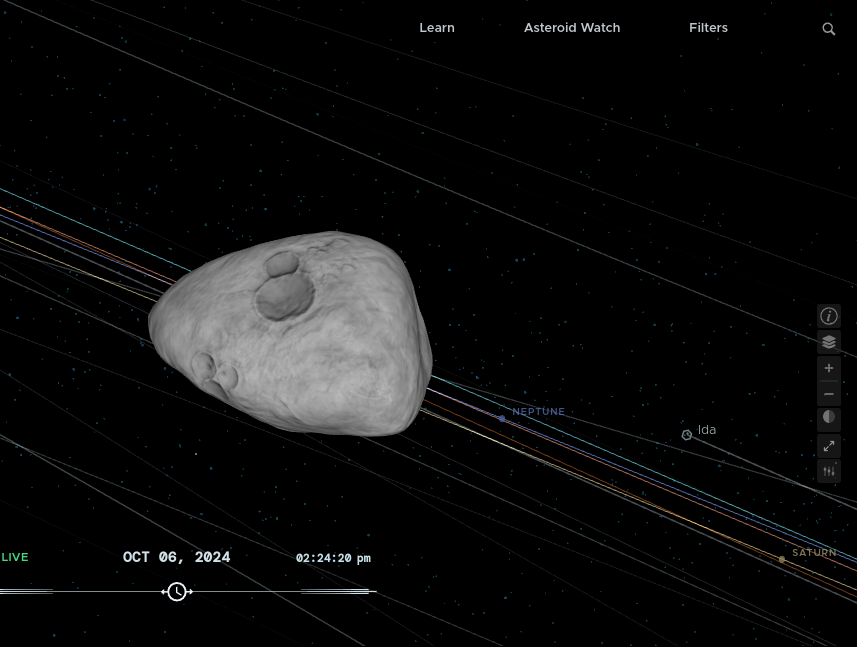 Learn Asteroid Watch Filters
NEPTUNE
Ida
SATURN
LIVE OCT 06, 2024 02:24:20 pm